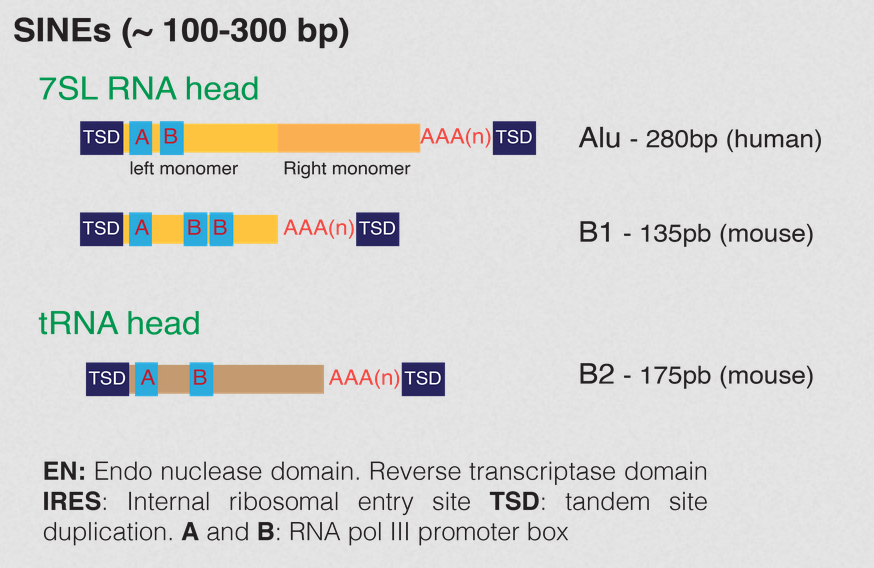 SINEs (~ 100-300 bp)
7SL RNA head
TSD A B AAA(n) TSD Alu - 280bp (human)
left monomer Right monomer
TSD A B B AAA(n) TSD B1 - 135pb (mouse)
tRNA head
TSD A B AAA(n) TSD B2 - 175pb (mouse)
EN: Endo nuclease domain. Reverse transcriptase domain
IRES: Internal ribosomal entry site TSD: tandem site
duplication. A and B: RNA pol III promoter box